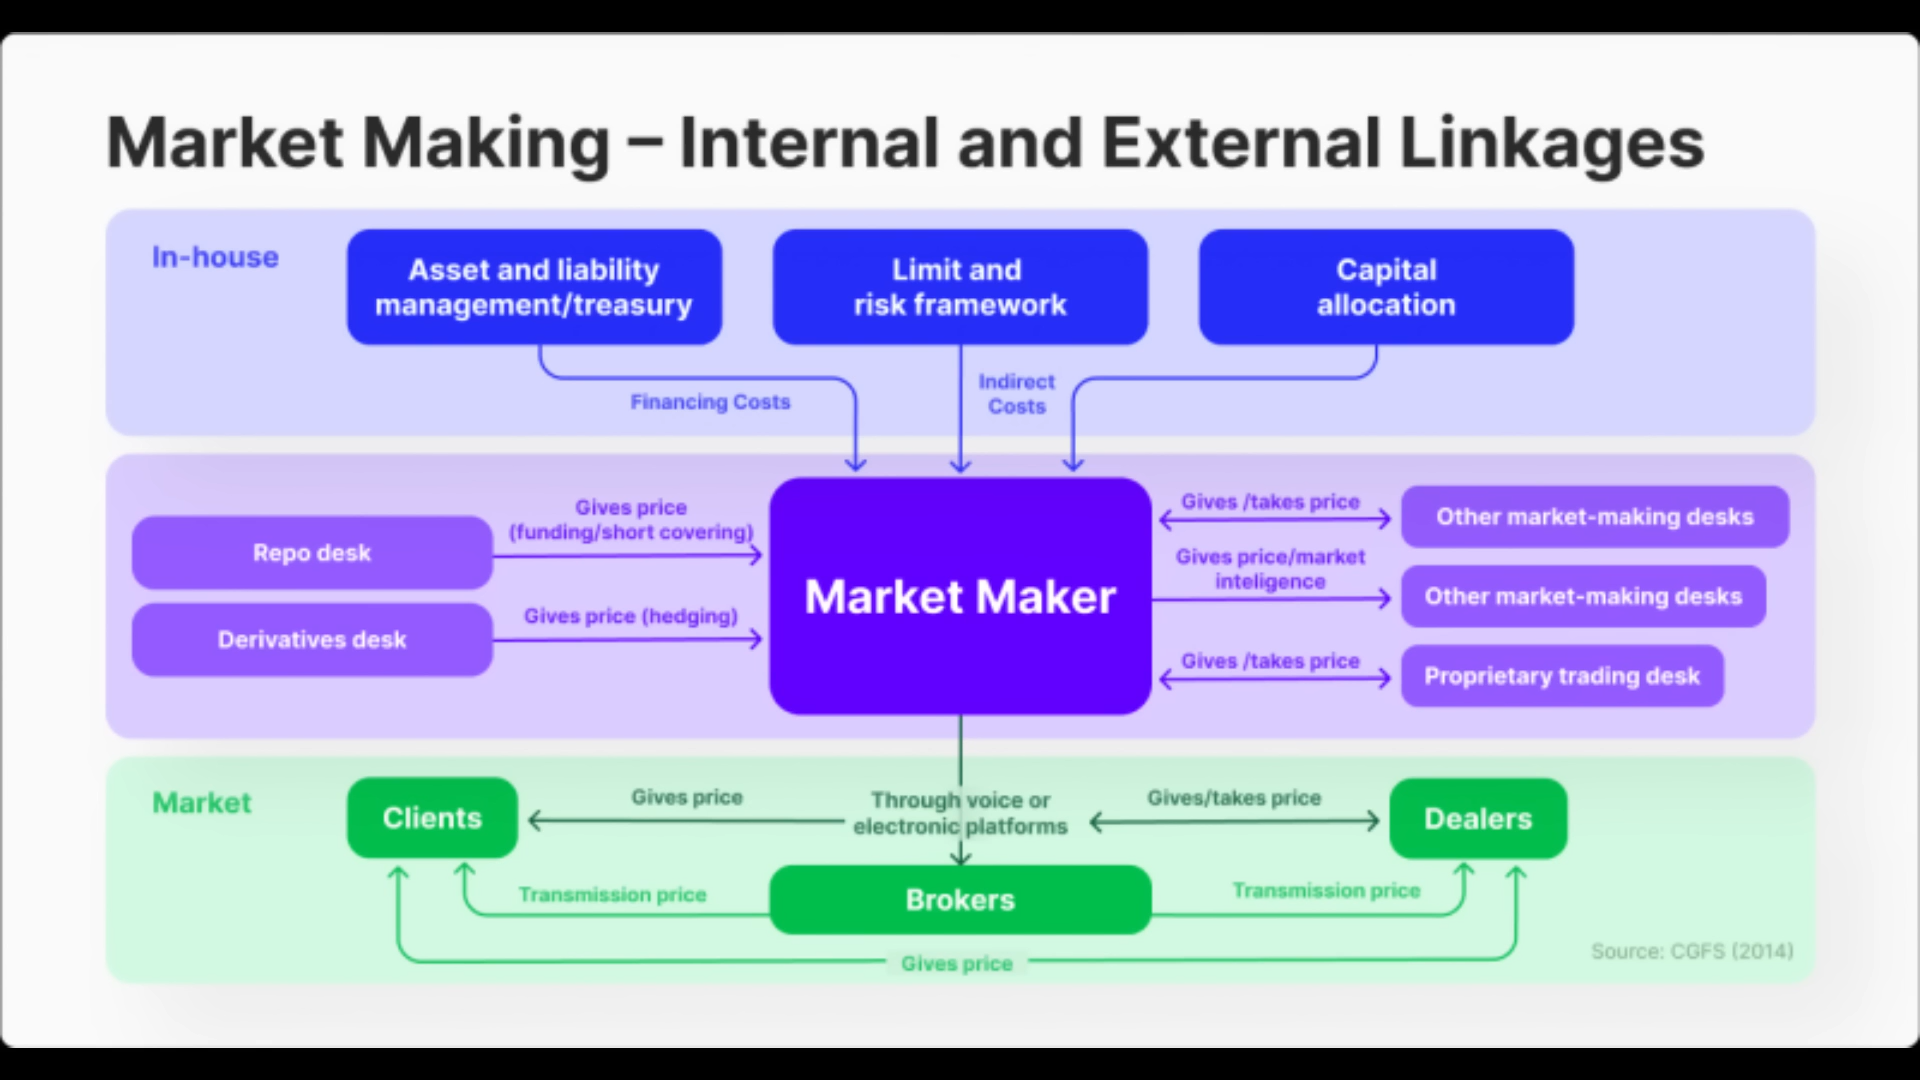 Market Making – Internal and External Linkages
In-house
Asset and liability
management/treasury
Limit and
risk framework
Capital
allocation
Financing Costs
Indirect
Costs
Repo desk
Gives price
(funding/short covering)
Derivatives desk
Gives price (hedging)
Market Maker
Gives /takes price
Other market-making desks
Gives price/market
inteligence
Other market-making desks
Gives /takes price
Proprietary trading desk
Market
Clients
Gives price
Through voice or
electronic platforms
Gives/takes price
Dealers
Transmission price
Brokers
Transmission price
Gives price
Source: CGFS (2014)